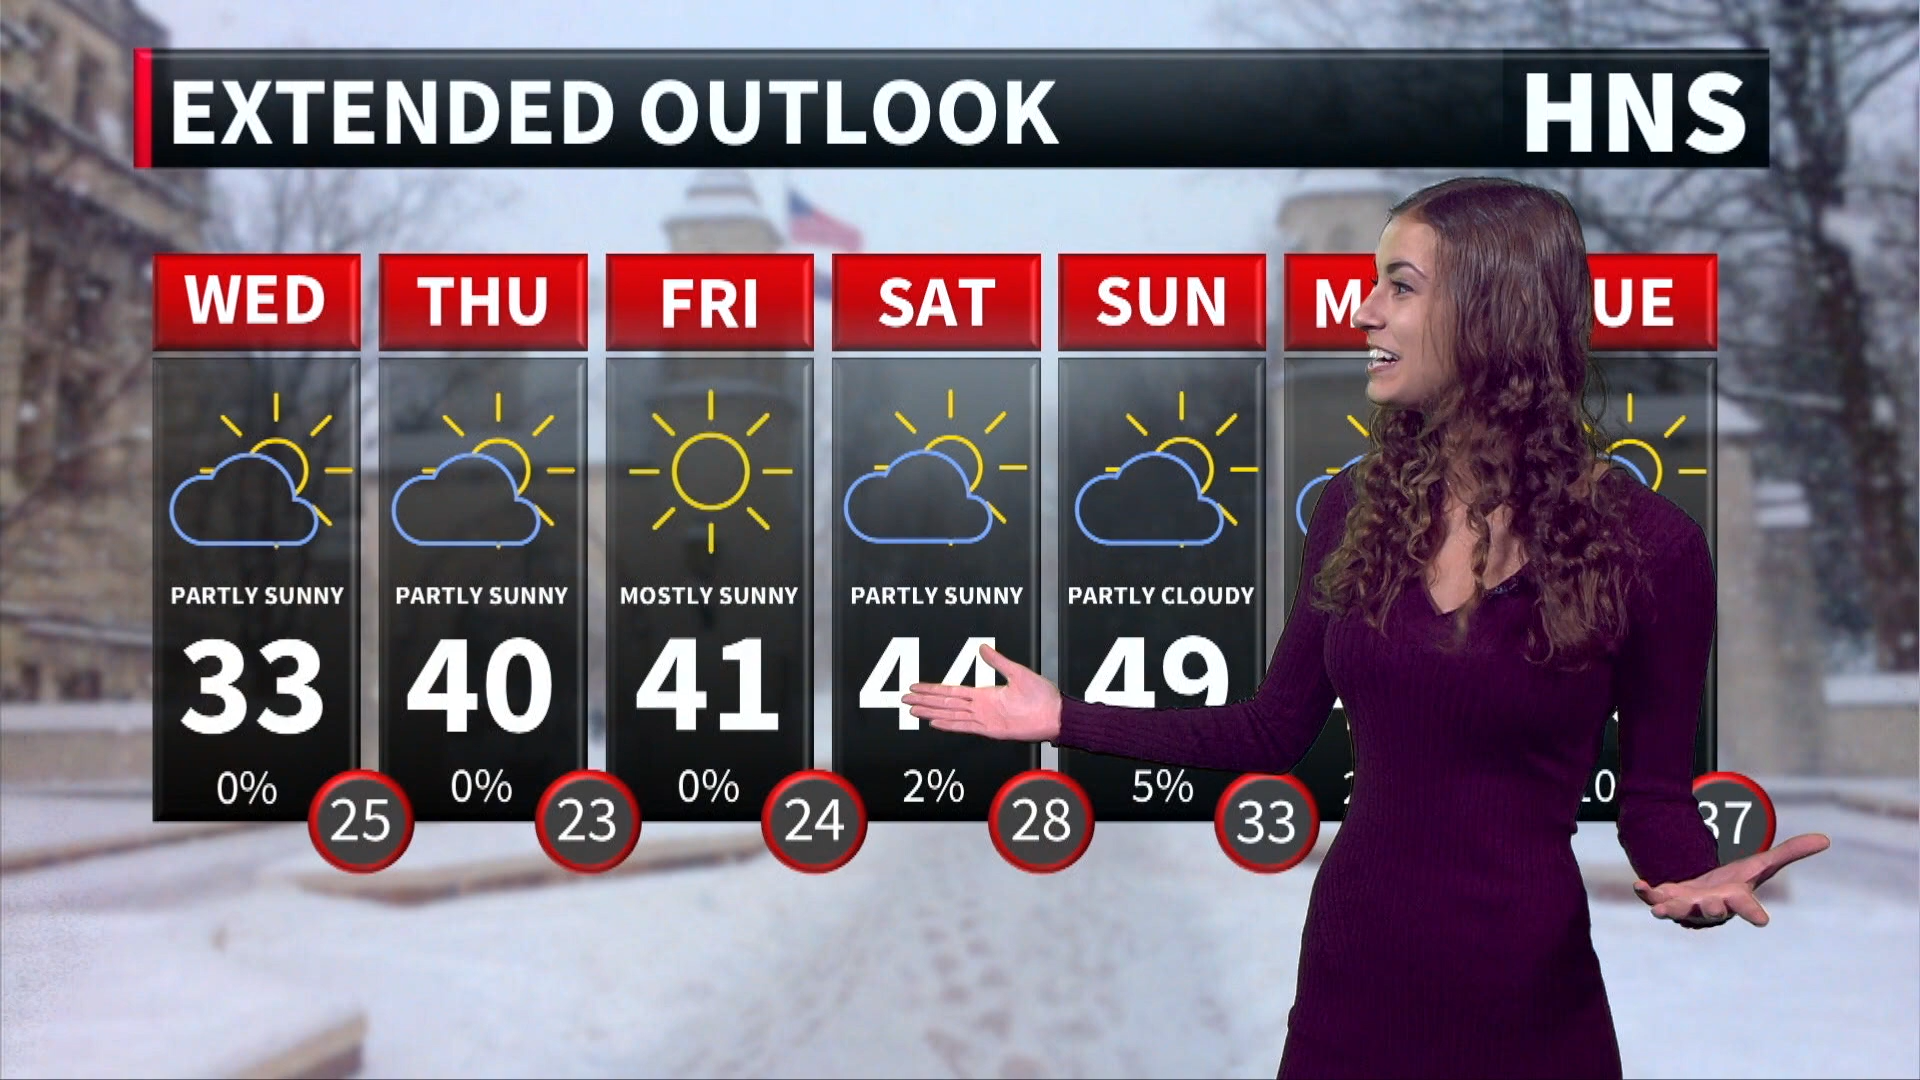 EXTENDED OUTLOOK
HNS
WED THU FRI SAT SUN
PARTLY SUNNY PARTLY SUNNY MOSTLY SUNNY PARTLY SUNNY PARTLY CLOUDY
33 40 41 44 49
0% 0% 0% 2% 5%
25 23 24 28 33